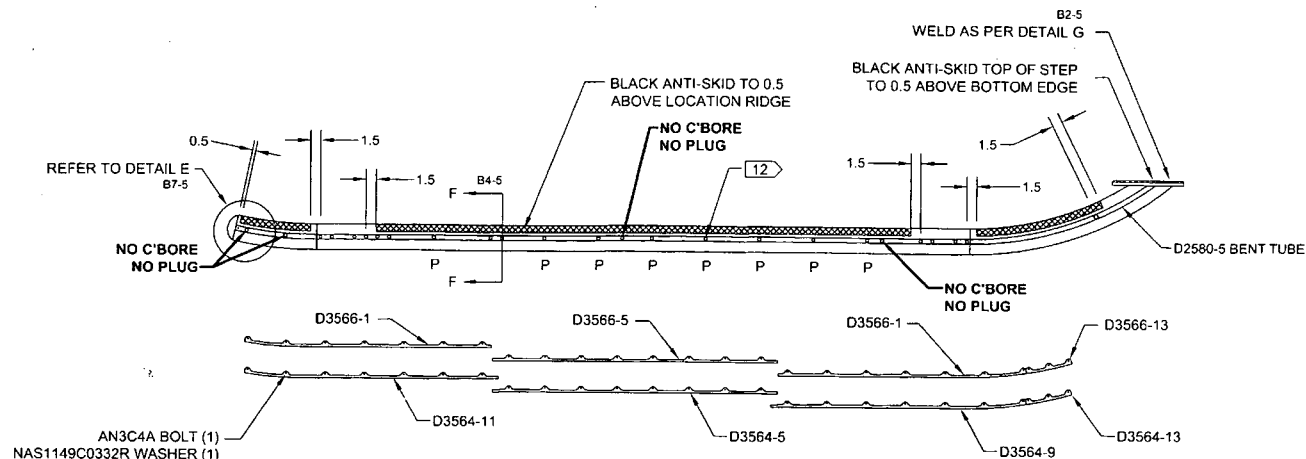 B2-5
WELD AS PER DETAIL G
BLACK ANTI-SKID TOP OF STEP
TO 0.5 ABOVE BOTTOM EDGE
BLACK ANTI-SKID TO 0.5
ABOVE LOCATION RIDGE
NO C'BORE
NO PLUG
12
0.5
1.5
1.5
1.5
1.5
1.5
REFER TO DETAIL E
B7-5
F
B4-5
NO C'BORE
NO PLUG
D2580-5 BENT TUBE
P
F
P
P
P
P
P
P
P
NO C'BORE
NO PLUG
D3566-1
D3566-5
D3566-1
D3566-13
D3564-11
D3564-5
D3564-9
D3564-13
AN3C4A BOLT (1)
NAS1149C0332R WASHER (1)